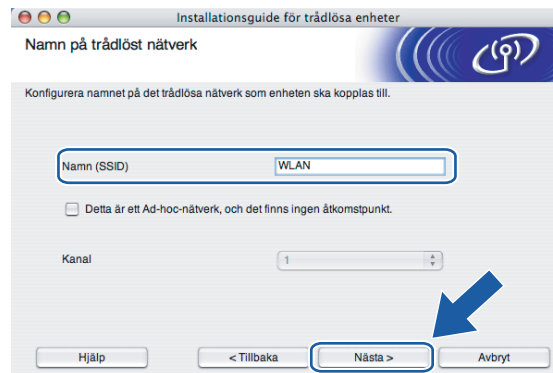 Installationsguide för trådlösa enheter
Namn på trådlöst nätverk
Konfigurera namnet på det trådlösa nätverk som enheten ska kopplas till.
Namn (SSID) WLAN
Detta är ett Ad-hoc-nätverk, och det finns ingen åtkomstpunkt.
Kanal 1
Hjälp < Tillbaka Nästa > Avbryt